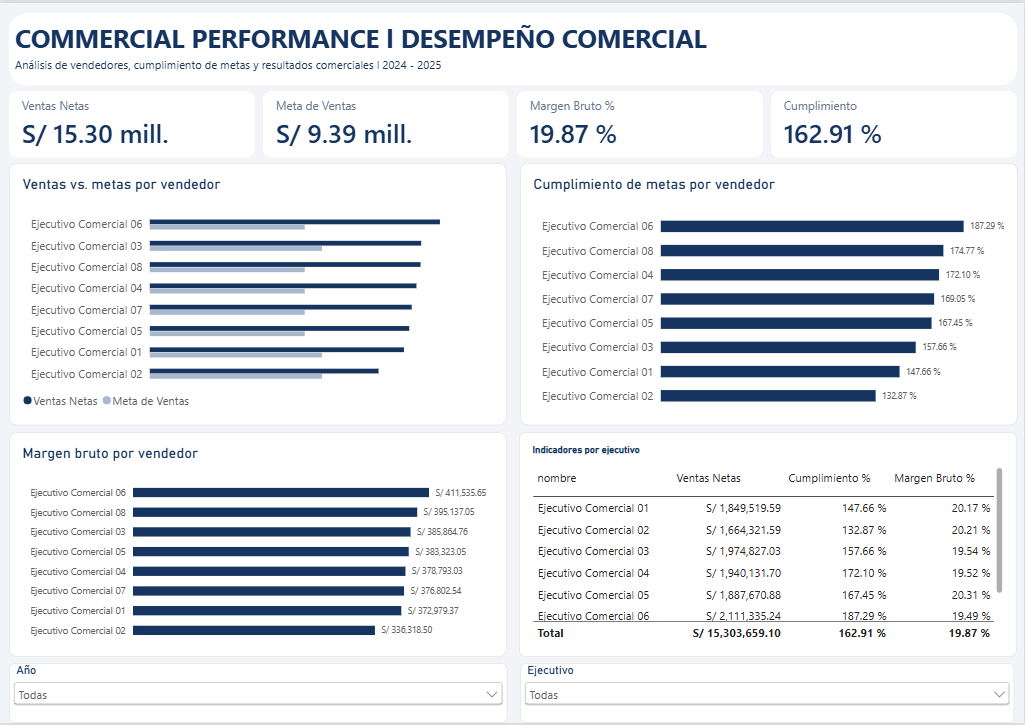 COMMERCIAL PERFORMANCE l DESEMPEÑO COMERCIAL
Análisis de vendedores, cumplimiento de metas y resultados comerciales l 2024 - 2025
Ventas Netas
S/ 15.30 mill.
Meta de Ventas
S/ 9.39 mill.
Margen Bruto %
19.87 %
Cumplimiento
162.91 %
Ventas vs. metas por vendedor
Ejecutivo Comercial 06
Ejecutivo Comercial 03
Ejecutivo Comercial 08
Ejecutivo Comercial 04
Ejecutivo Comercial 07
Ejecutivo Comercial 05
Ejecutivo Comercial 01
Ejecutivo Comercial 02
Ventas Netas Meta de Ventas
Cumplimiento de metas por vendedor
Ejecutivo Comercial 06 187.29 %
Ejecutivo Comercial 08 174.77 %
Ejecutivo Comercial 04 172.10 %
Ejecutivo Comercial 07 169.05 %
Ejecutivo Comercial 05 167.45 %
Ejecutivo Comercial 03 157.66 %
Ejecutivo Comercial 01 147.66 %
Ejecutivo Comercial 02 132.87 %
Margen bruto por vendedor
Ejecutivo Comercial 06 S/ 411,535.65
Ejecutivo Comercial 08 S/ 395,137.05
Ejecutivo Comercial 03 S/ 385,864.76
Ejecutivo Comercial 05 S/ 383,323.05
Ejecutivo Comercial 04 S/ 378,793.03
Ejecutivo Comercial 07 S/ 376,802.54
Ejecutivo Comercial 01 S/ 372,979.37
Ejecutivo Comercial 02 S/ 336,318.50
Indicadores por ejecutivo
nombre Ventas Netas Cumplimiento % Margen Bruto %
Ejecutivo Comercial 01 S/ 1,849,519.59 147.66 % 20.17 %
Ejecutivo Comercial 02 S/ 1,664,321.59 132.87 % 20.21 %
Ejecutivo Comercial 03 S/ 1,974,827.03 157.66 % 19.54 %
Ejecutivo Comercial 04 S/ 1,940,131.70 172.10 % 19.52 %
Ejecutivo Comercial 05 S/ 1,887,670.88 167.45 % 20.31 %
Ejecutivo Comercial 06 S/ 2,111,335.24 187.29 % 19.49 %
Total S/ 15,303,659.10 162.91 % 19.87 %
Año
Todas
Ejecutivo
Todas